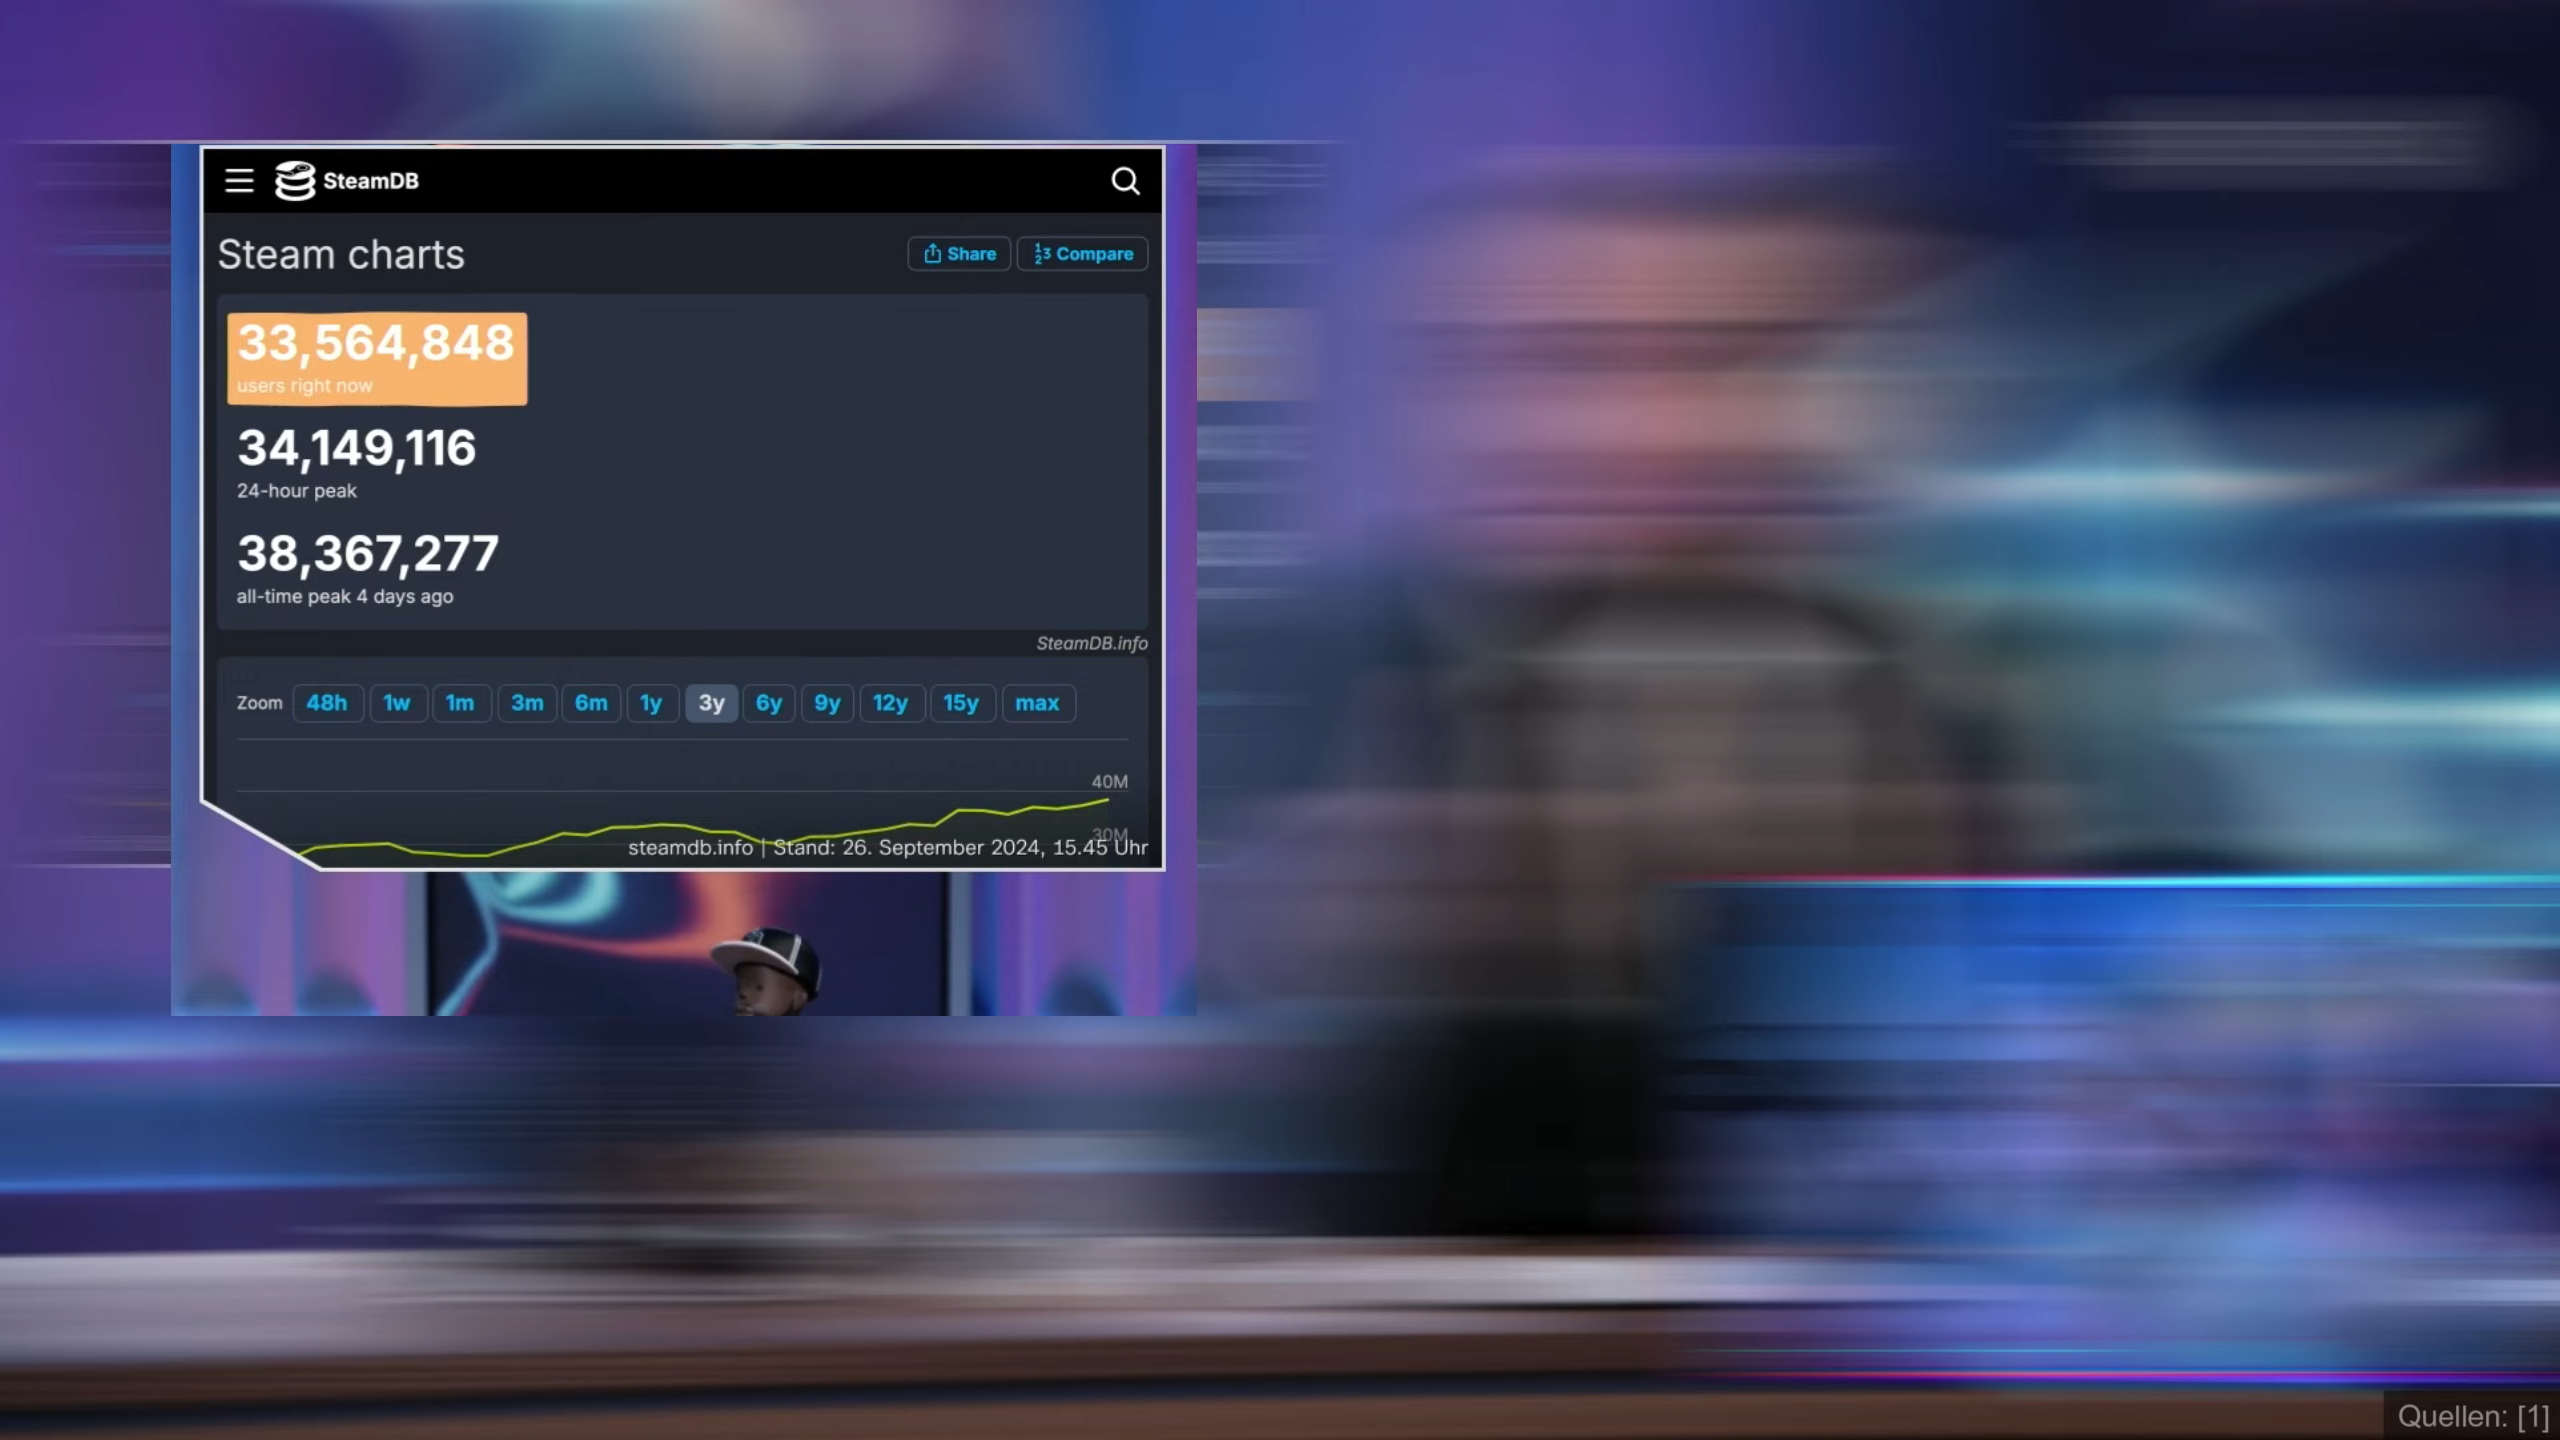 SteamDB
Steam charts
Share
Compare
33,564,848
users right now
34,149,116
24-hour peak
38,367,277
all-time peak 4 days ago
SteamDB.info
Zoom 48h 1w 1m 3m 6m 1y 3y 6y 9y 12y 15y max
40M
30M
steamdb.info | Stand: 26. September 2024, 15.45 Uhr
Quellen: [1]